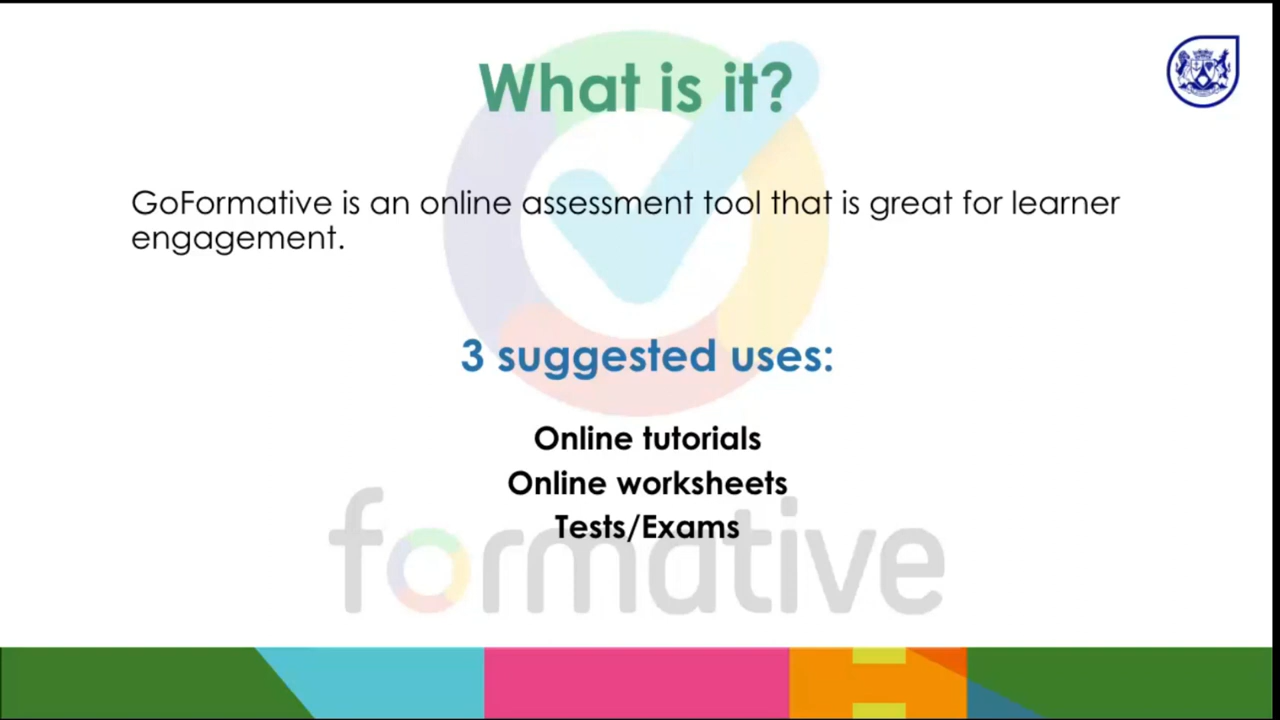 What is it?
GoFormative is an online assessment tool that is great for learner
engagement.
3 suggested uses:
Online tutorials
Online worksheets
Tests/Exams
formative